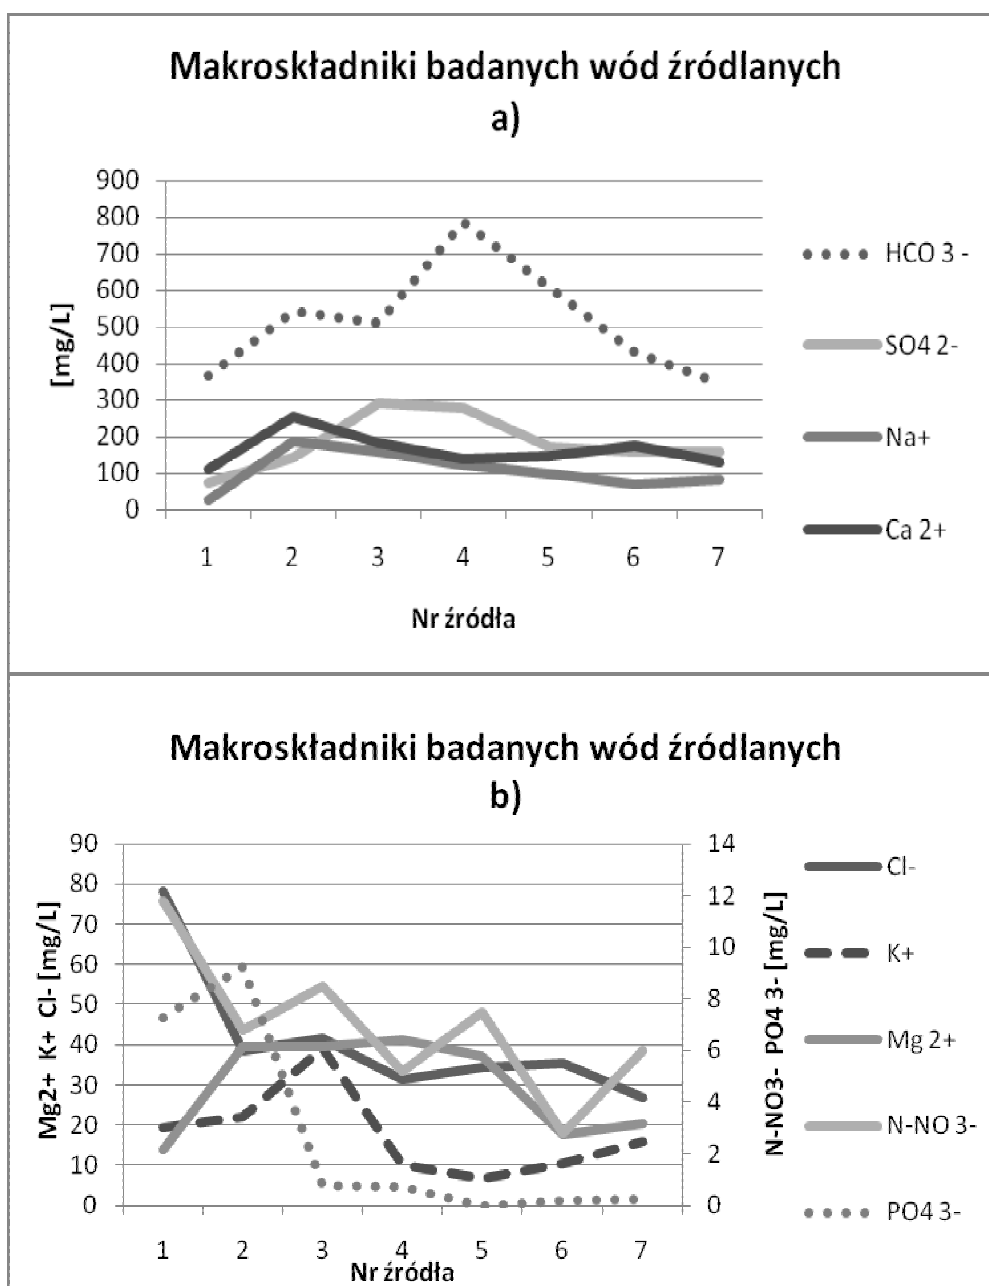 Makroskładniki badanych wód źródlanych
a)
900
800
700
600
500
400
300
200
100
0
[mg/L]
1 2 3 4 5 6 7
Nr źródła
HCO 3 -
SO4 2-
Na+
Ca 2+
Makroskładniki badanych wód źródlanych
b)
90
80
70
60
50
40
30
20
10
0
Mg2+ K+ Cl- [mg/L]
14
12
10
8
6
4
2
0
N-NO3- PO4 3- [mg/L]
1 2 3 4 5 6 7
Nr źródła
Cl-
K+
Mg 2+
N-NO 3-
PO4 3-